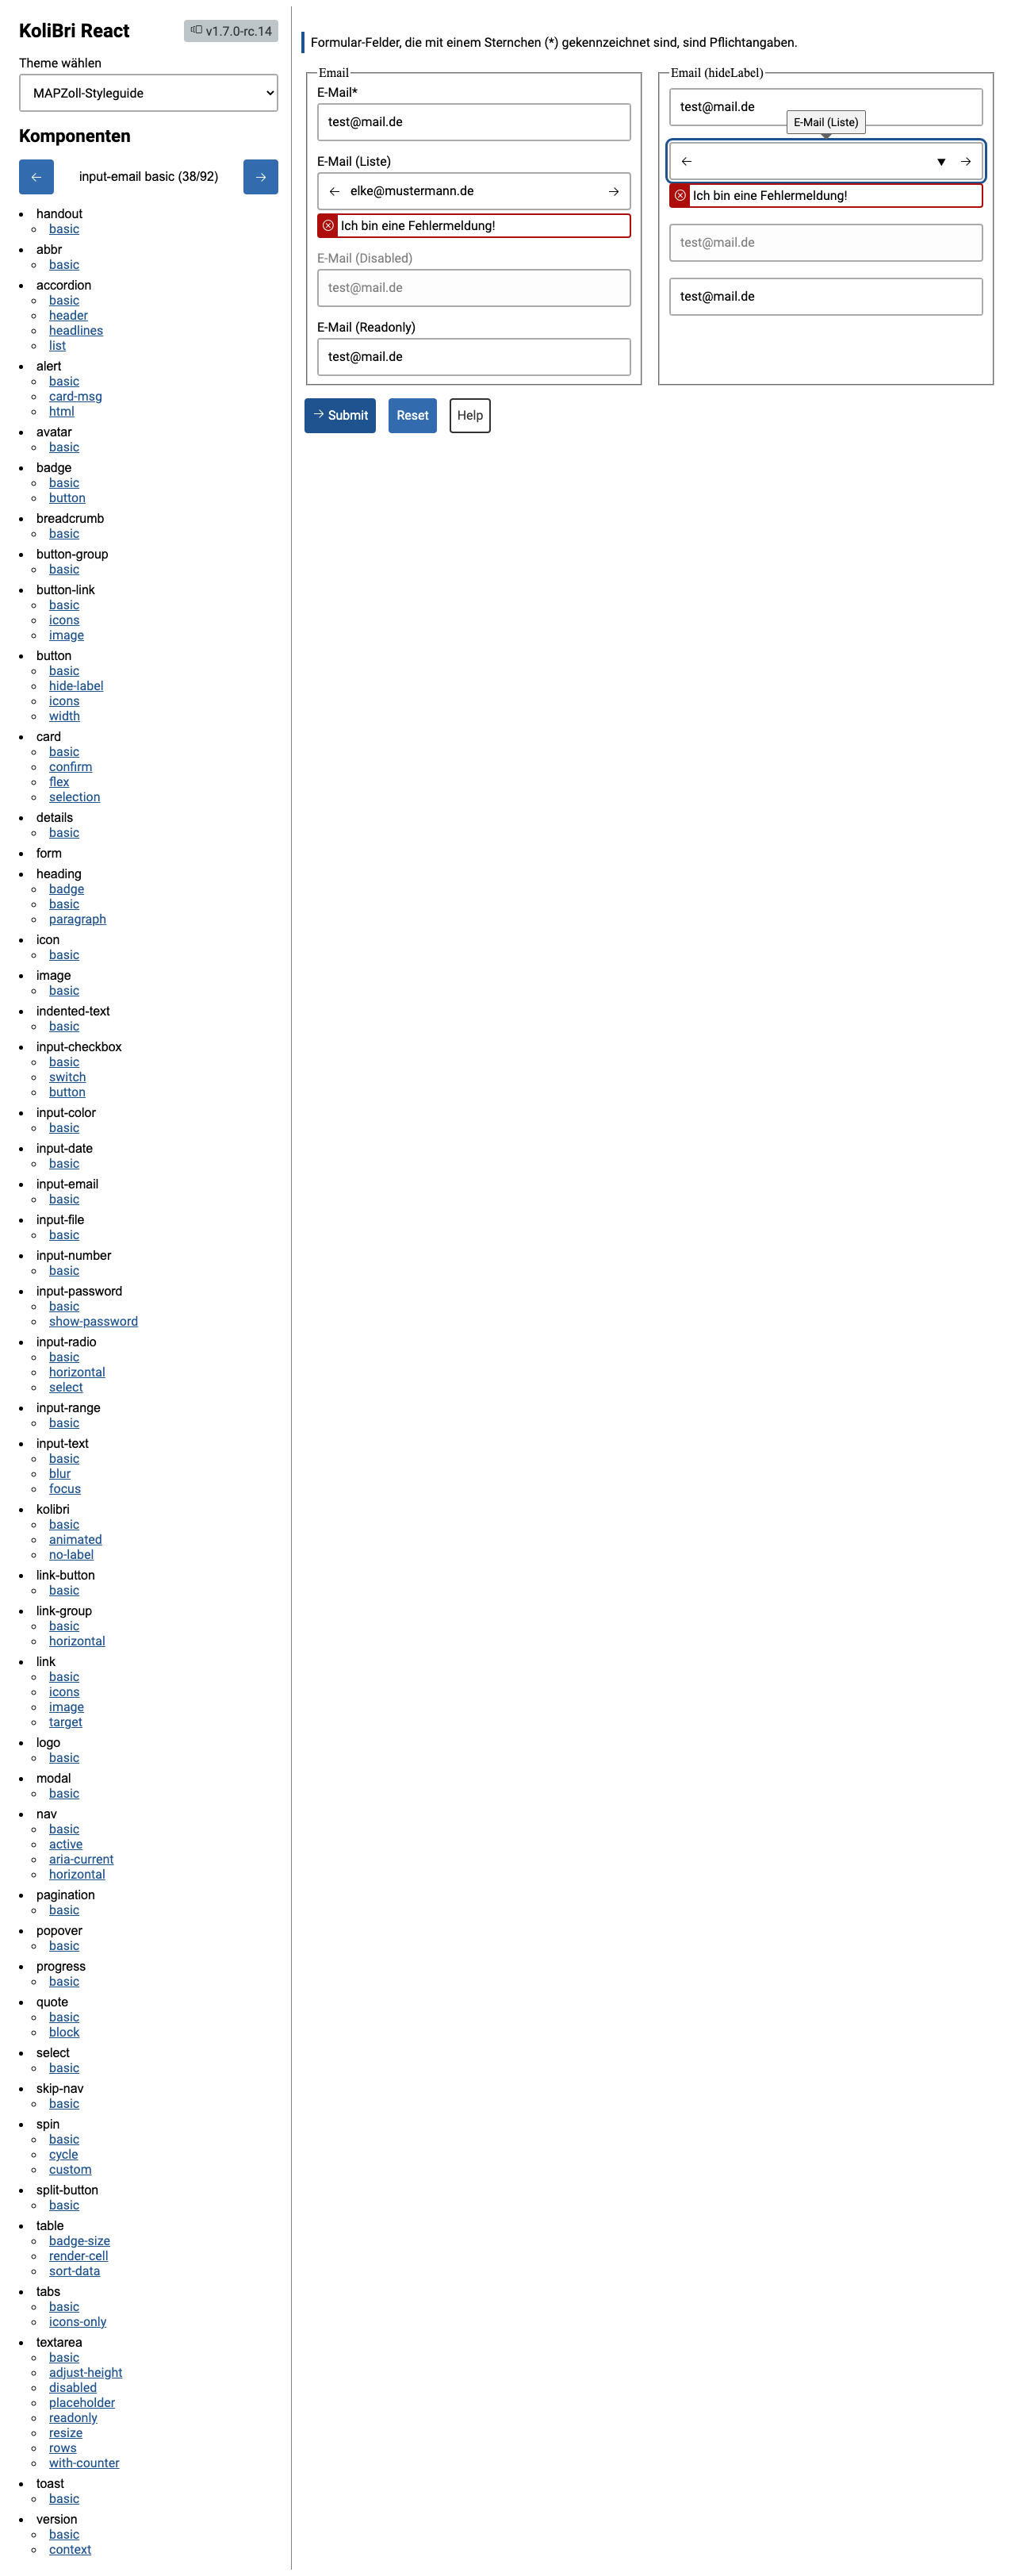 KoliBri React
v1.7.0-rc.14
Theme wählen
MAPZoll-Styleguide
Komponenten
input-email basic (38/92)
handout
basic
abbr
basic
accordion
basic
header
headlines
list
alert
basic
card-msg
html
avatar
basic
badge
basic
button
breadcrumb
basic
button-group
basic
button-link
basic
icons
image
button
basic
hide-label
icons
width
card
basic
confirm
flex
selection
details
basic
form
heading
badge
basic
paragraph
icon
basic
image
basic
indented-text
basic
input-checkbox
basic
switch
button
input-color
basic
input-date
basic
input-email
basic
input-file
basic
input-number
basic
input-password
basic
show-password
input-radio
basic
horizontal
select
input-range
basic
input-text
basic
blur
focus
kolibri
basic
animated
no-label
link-button
basic
link-group
basic
horizontal
link
basic
icons
image
target
logo
basic
modal
basic
nav
basic
active
aria-current
horizontal
pagination
basic
popover
basic
progress
basic
quote
basic
block
select
basic
skip-nav
basic
spin
basic
cycle
custom
split-button
basic
table
badge-size
render-cell
sort-data
tabs
basic
icons-only
textarea
basic
adjust-height
disabled
placeholder
readonly
resize
rows
with-counter
toast
basic
version
basic
context
Formular-Felder, die mit einem Sternchen (*) gekennzeichnet sind, sind Pflichtangaben.
Email
E-Mail*
test@mail.de
E-Mail (Liste)
elke@mustermann.de
Ich bin eine Fehlermeldung!
E-Mail (Disabled)
test@mail.de
E-Mail (Readonly)
test@mail.de
Email (hideLabel)
test@mail.de
E-Mail (Liste)
Ich bin eine Fehlermeldung!
test@mail.de
test@mail.de
Submit
Reset
Help